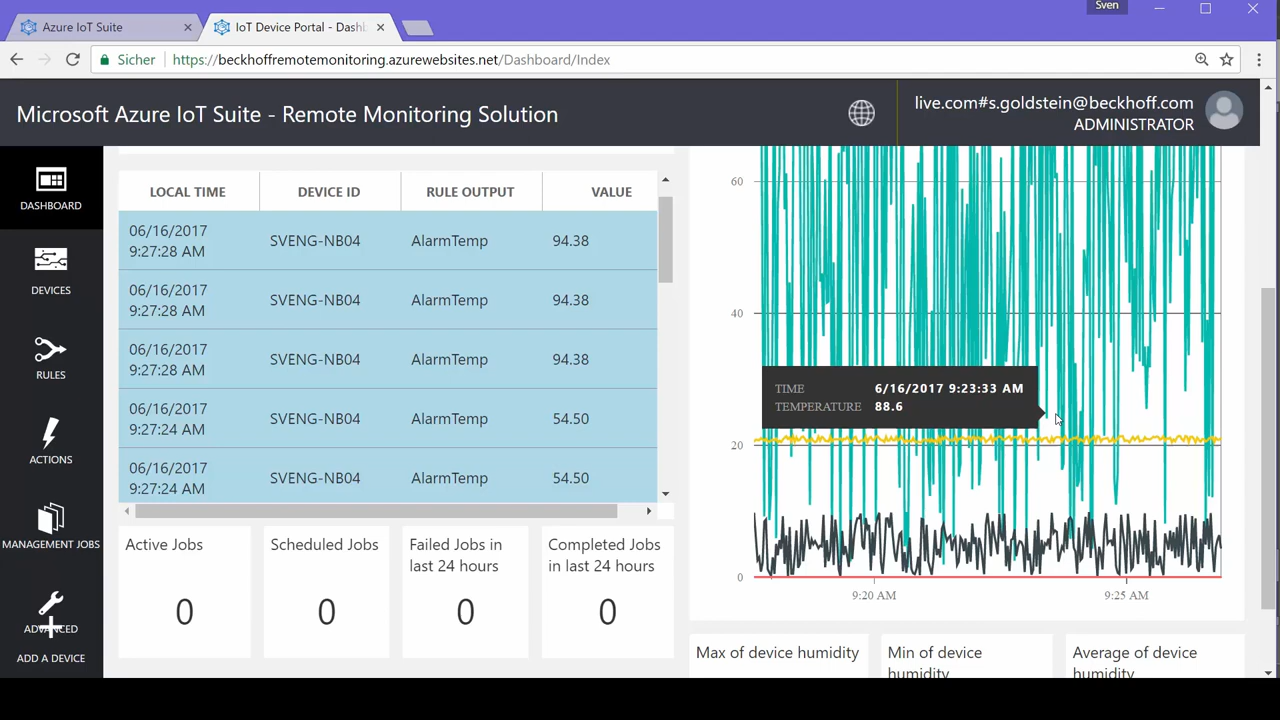 Sven
Azure IoT Suite
IoT Device Portal - Dashb
Sicher
https://beckhoffremotemonitoring.azurewebsites.net/Dashboard/Index
Microsoft Azure IoT Suite - Remote Monitoring Solution
live.com#s.goldstein@beckhoff.com
ADMINISTRATOR
DASHBOARD
DEVICES
RULES
ACTIONS
MANAGEMENT JOBS
ADVANCED
ADD A DEVICE
LOCAL TIME DEVICE ID RULE OUTPUT VALUE
06/16/2017
9:27:28 AM SVENG-NB04 AlarmTemp 94.38
06/16/2017
9:27:28 AM SVENG-NB04 AlarmTemp 94.38
06/16/2017
9:27:28 AM SVENG-NB04 AlarmTemp 94.38
06/16/2017
9:27:24 AM SVENG-NB04 AlarmTemp 54.50
06/16/2017
9:27:24 AM SVENG-NB04 AlarmTemp 54.50
Active Jobs
0
Scheduled Jobs
0
Failed Jobs in
last 24 hours
0
Completed Jobs
in last 24 hours
0
60
40
20
0
TIME 6/16/2017 9:23:33 AM
TEMPERATURE 88.6
9:20 AM 9:25 AM
Max of device humidity
Min of device
humidity
Average of device
humidity